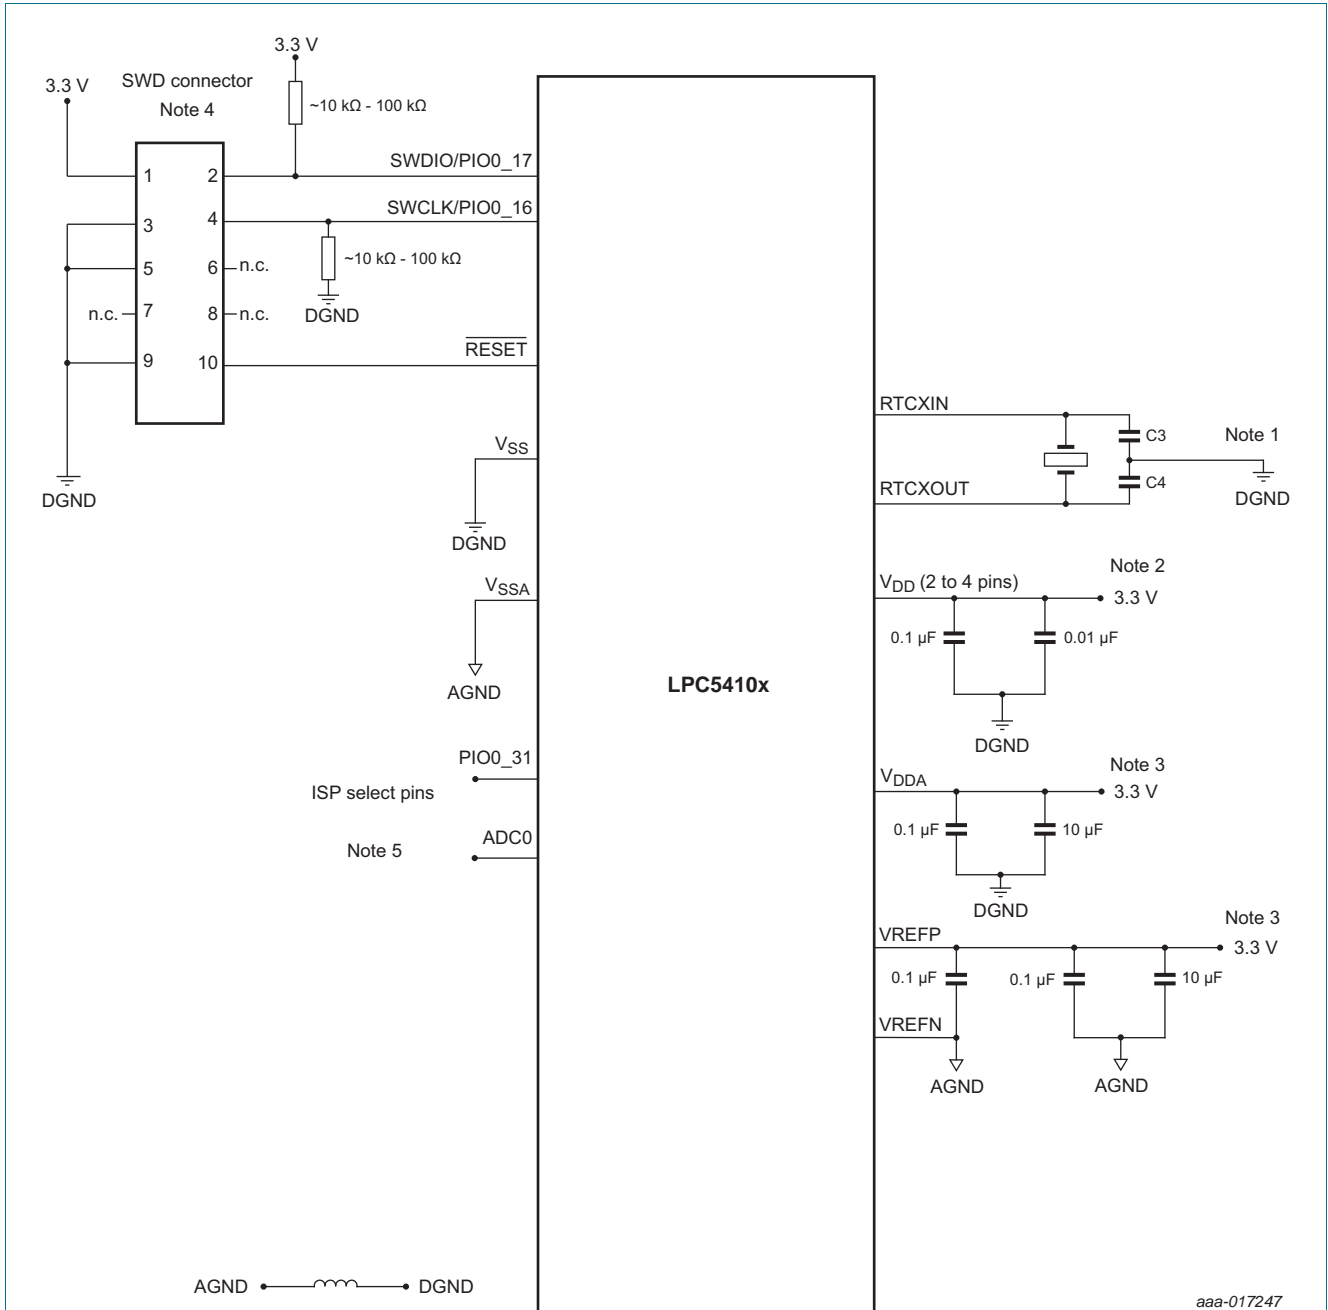 3.3 V
3.3 V
SWD connector
Note 4
~10 kΩ - 100 kΩ
1
2
SWDIO/PIO0_17
3
4
SWCLK/PIO0_16
~10 kΩ - 100 kΩ
5
6
n.c.
n.c.
7
8
n.c.
DGND
9
10
RESET
DGND
VSS
DGND
VSSA
AGND
PIO0_31
ISP select pins
ADC0
Note 5
LPC5410x
RTCXIN
C3
Note 1
RTCXOUT
C4
DGND
VDD (2 to 4 pins)
Note 2
3.3 V
0.1 µF
0.01 µF
DGND
VDDA
Note 3
3.3 V
0.1 µF
10 µF
DGND
VREFP
Note 3
3.3 V
0.1 µF
0.1 µF
10 µF
VREFN
AGND
AGND
AGND
DGND
aaa-017247